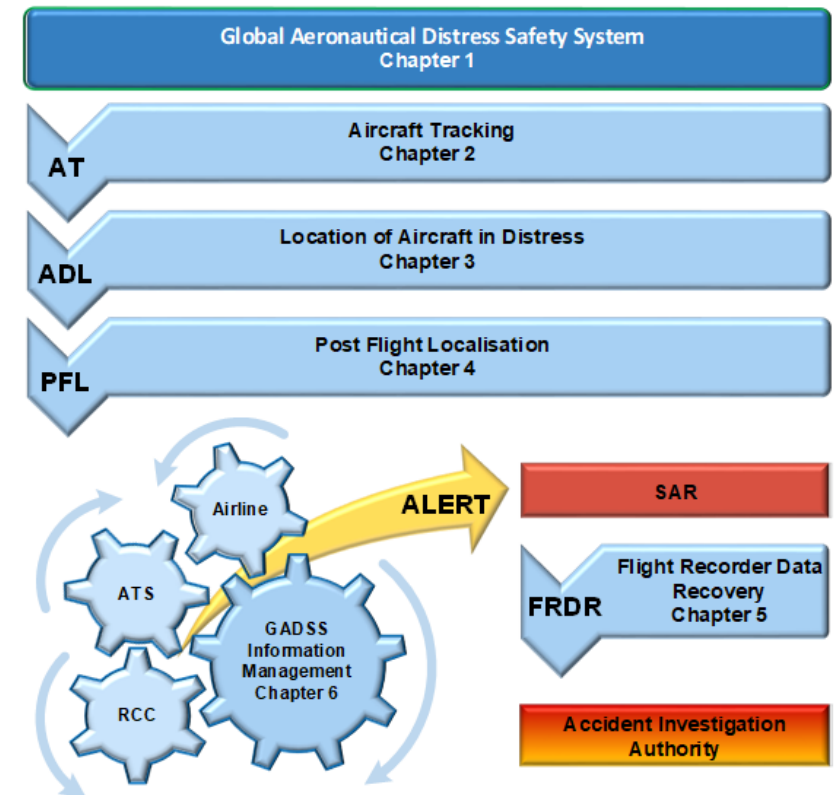 Global Aeronautical Distress Safety System
Chapter 1
Aircraft Tracking
Chapter 2
AT
Location of Aircraft in Distress
Chapter 3
ADL
Post Flight Localisation
Chapter 4
PFL
Airline
ALERT
SAR
ATS
GADSS
Information
Management
Chapter 6
RCC
Flight Recorder Data
Recovery
Chapter 5
FRDR
Accident Investigation
Authority